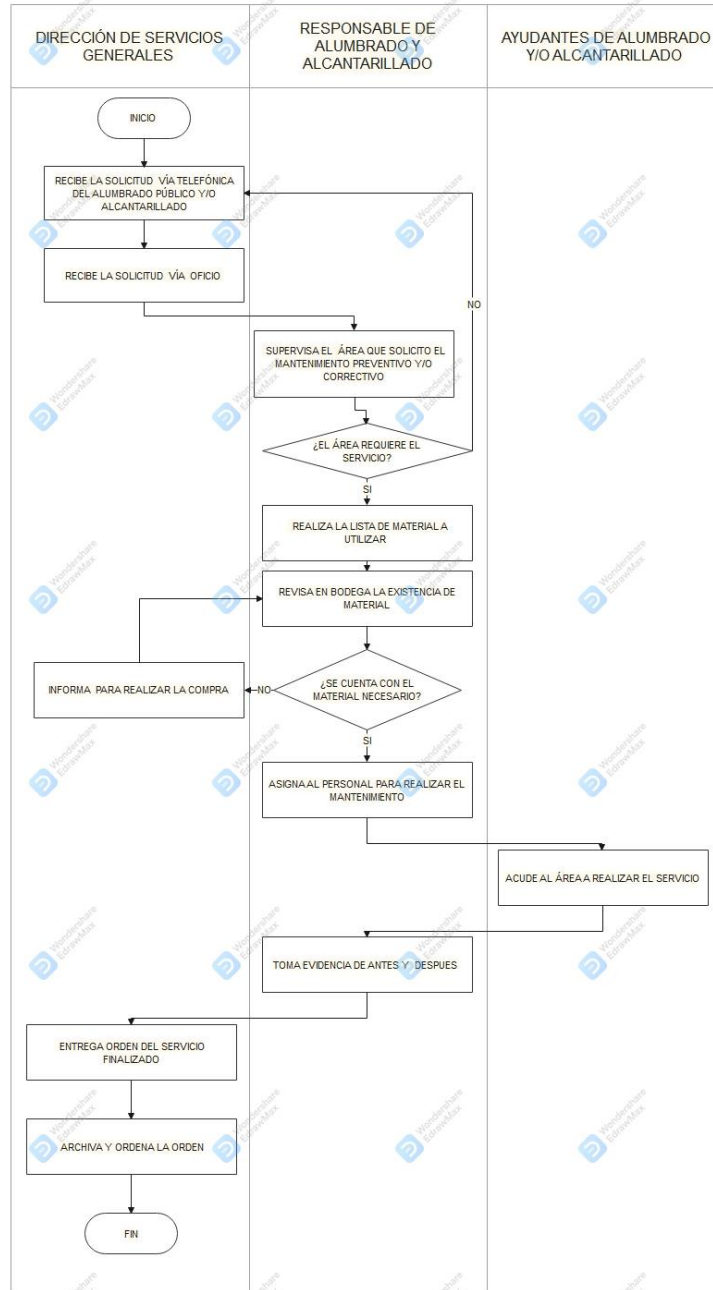 DIRECCIÓN DE SERVICIOS
GENERALES
RESPONSABLE DE
ALUMBRADO Y
ALCANTARILLADO
AYUDANTES DE ALUMBRADO
Y/O ALCANTARILLADO
INICIO
RECIBE LA SOLICITUD VÌA TELEFÓNICA
DEL ALUMBRADO PÚBLICO Y/O
ALCANTARILLADO
RECIBE LA SOLICITUD VÌA OFICIO
NO
SUPERVISA EL ÁREA QUE SOLICITO EL
MANTENIMIENTO PREVENTIVO Y/O
CORRECTIVO
¿EL ÁREA REQUIERE EL
SERVICIO?
SI
REALIZA LA LISTA DE MATERIAL A
UTILIZAR
REVISA EN BODEGA LA EXISTENCIA DE
MATERIAL
INFORMA PARA REALIZAR LA COMPRA
NO
¿SE CUENTA CON EL
MATERIAL NECESARIO?
SI
ASIGNA AL PERSONAL PARA REALIZAR EL
MANTENIMIENTO
ACUDE AL ÁREA A REALIZAR EL SERVICIO
TOMA EVIDENCIA DE ANTES Y DESPUES
ENTREGA ORDEN DEL SERVICIO
FINALIZADO
ARCHIVA Y ORDENA LA ORDEN
FIN
Wondershare
EdrawMax